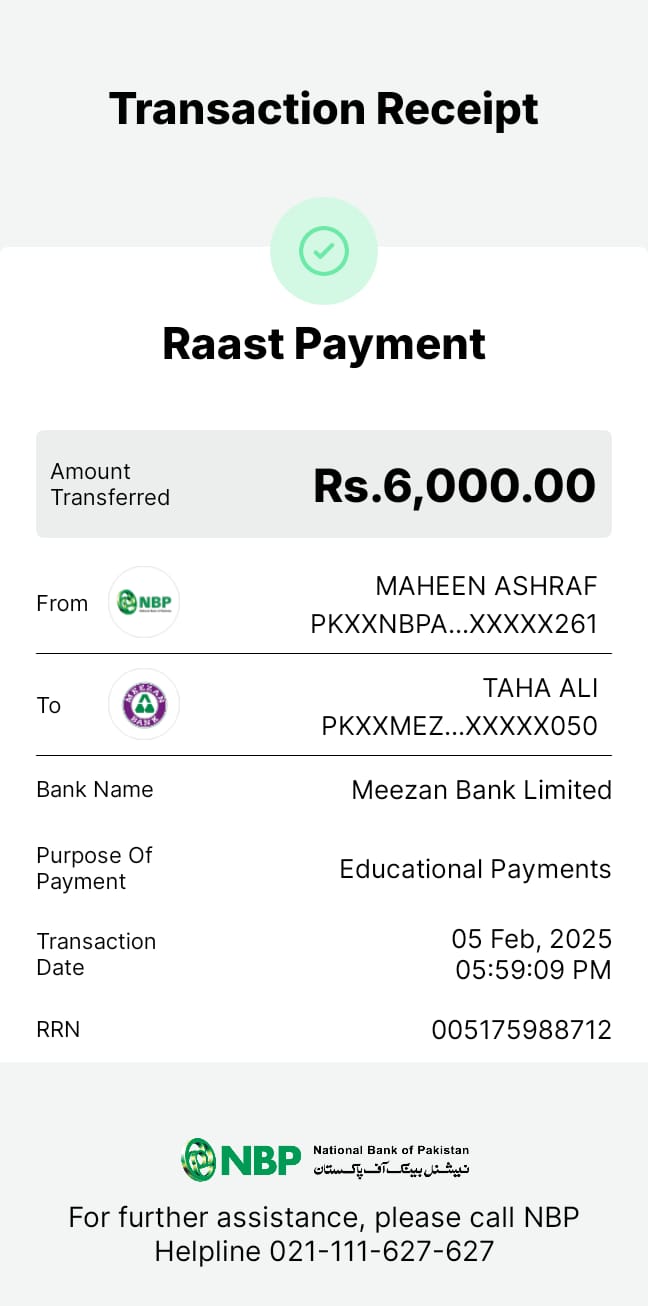 Transaction Receipt
Raast Payment
Amount
Transferred
Rs.6,000.00
From
NBP
MAHEEN ASHRAF
PKXXNBPA...XXXXX261
To
MEEZAN
BANK
TAHA ALI
PKXXMEZ...XXXXX050
Bank Name
Meezan Bank Limited
Purpose Of
Payment
Educational Payments
Transaction
Date
05 Feb, 2025
05:59:09 PM
RRN
005175988712
NBP
National Bank of Pakistan
نیشنل بینک آف پاکستان
For further assistance, please call NBP
Helpline 021-111-627-627